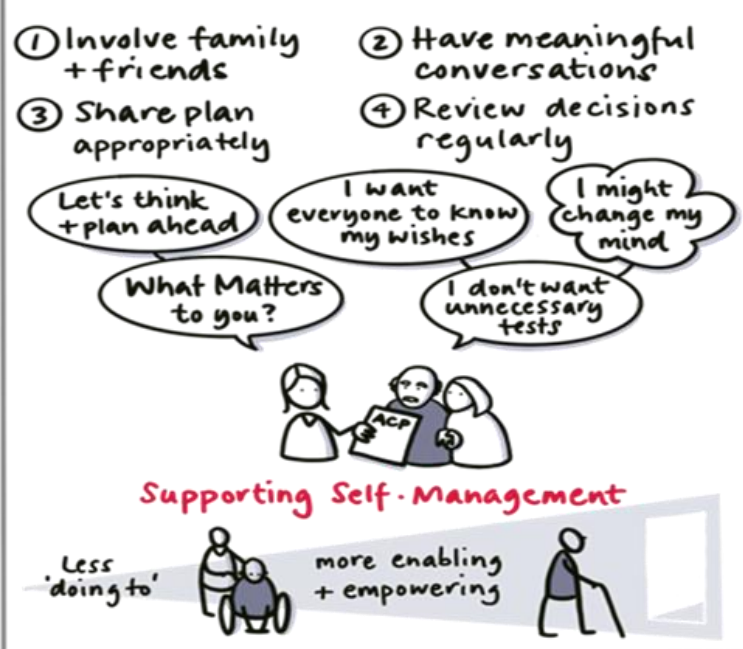 1 Involve family
+ friends
2 Have meaningful
conversations
3 Share plan
appropriately
4 Review decisions
regularly
Let's think
+ plan ahead
I want
everyone to know
my wishes
I might
change my
mind
What Matters
to you?
I don't want
unnecessary
tests
ACP
Supporting Self-Management
Less
'doing to'
more enabling
+ empowering